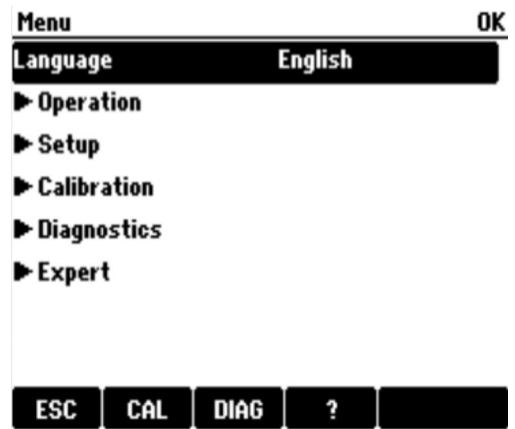 Menu OK
Language English
Operation
Setup
Calibration
Diagnostics
Expert
ESC CAL DIAG ?